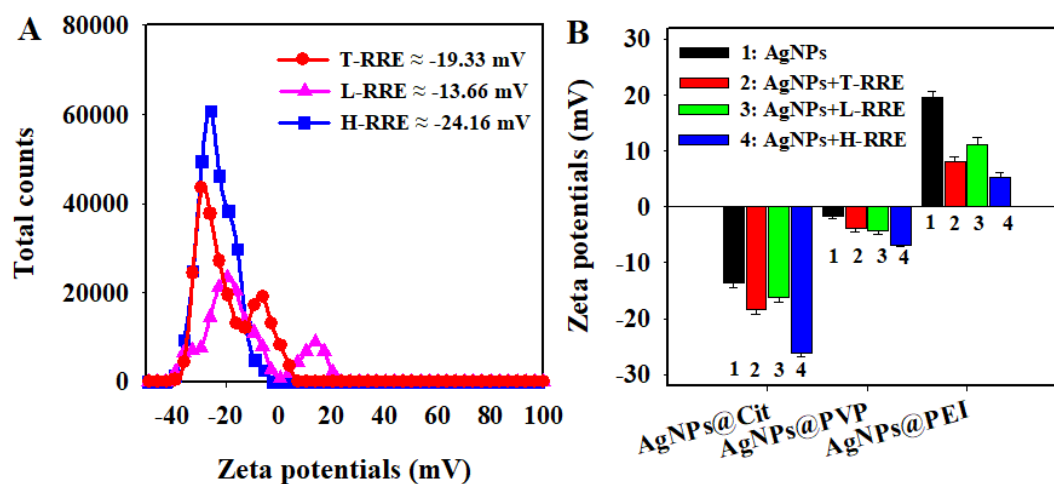 A
80000
60000
40000
20000
0
Total counts
T-RRE ≈ -19.33 mV
L-RRE ≈ -13.66 mV
H-RRE ≈ -24.16 mV
-40 -20 0 20 40 60 80 100
Zeta potentials (mV)
B
30
20
10
0
-10
-20
-30
Zeta potentials (mV)
1: AgNPs
2: AgNPs+T-RRE
3: AgNPs+L-RRE
4: AgNPs+H-RRE
1 2 3 4
1 2 3 4
1 2 3 4
AgNPs@Cit
AgNPs@PVP
AgNPs@PEI